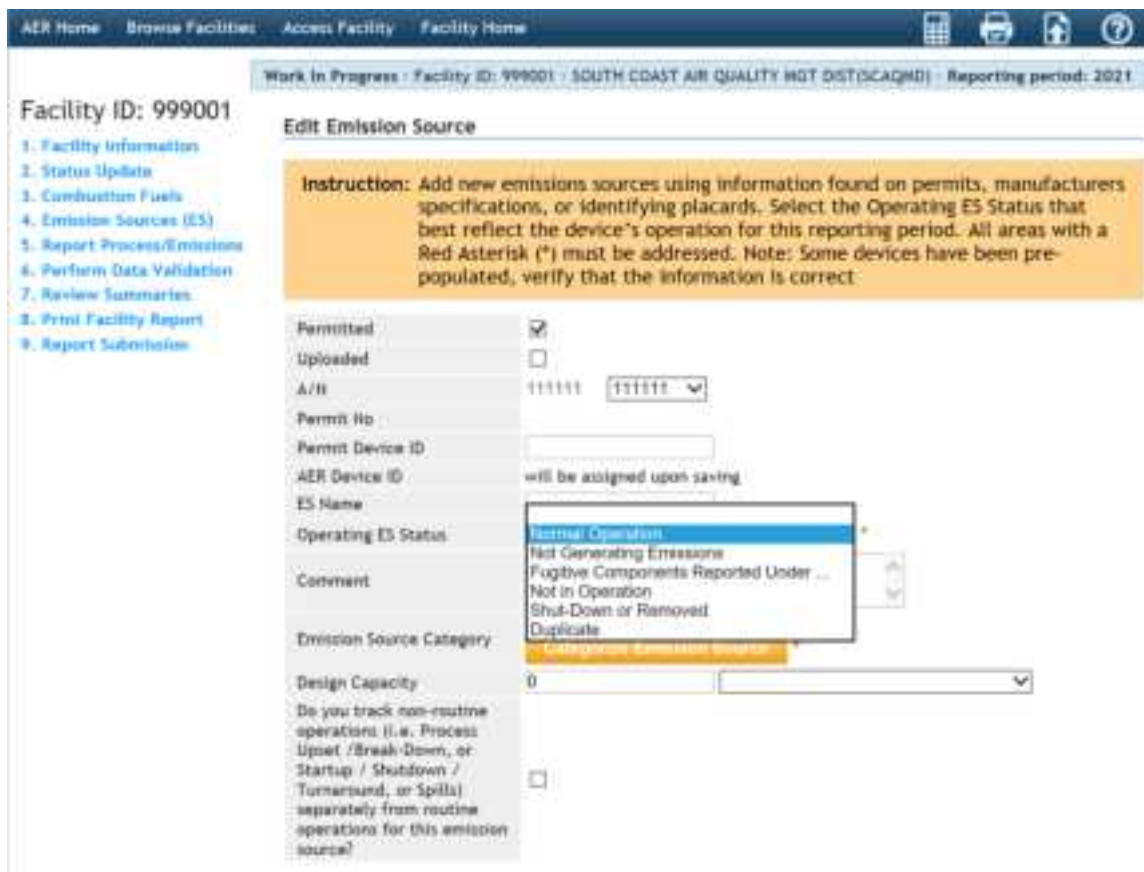 AER Home Browse Facilities Access Facility Facility Home
Work In Progress - Facility ID: 999001 - SOUTH COAST AIR QUALITY MGT DIST(SCAQMD) - Reporting period: 2021
Facility ID: 999001
1. Facility Information
2. Status Update
3. Combustion Fuels
4. Emission Sources (ES)
5. Report Process/Emissions
6. Perform Data Validation
7. Review Summaries
8. Print Facility Report
9. Report Submission
Edit Emission Source
Instruction: Add new emissions sources using information found on permits, manufacturers
specifications, or identifying placards. Select the Operating ES Status that
best reflect the device's operation for this reporting period. All areas with a
Red Asterisk (*) must be addressed. Note: Some devices have been pre-
populated, verify that the information is correct
Permitted
Uploaded
A/N 111111 111111
Permit No
Permit Device ID
AER Device ID will be assigned upon saving
ES Name
Operating ES Status *
Normal Operation
Not Generating Emissions
Fugitive Components Reported Under ...
Not in Operation
Shut-Down or Removed
Duplicate
Comment
Emission Source Category Categorize Emission Source *
Design Capacity 0
Do you track non-routine
operations (i.e. Process
Upset /Break-Down, or
Startup / Shutdown /
Turnaround, or Spills)
separately from routine
operations for this emission
source?